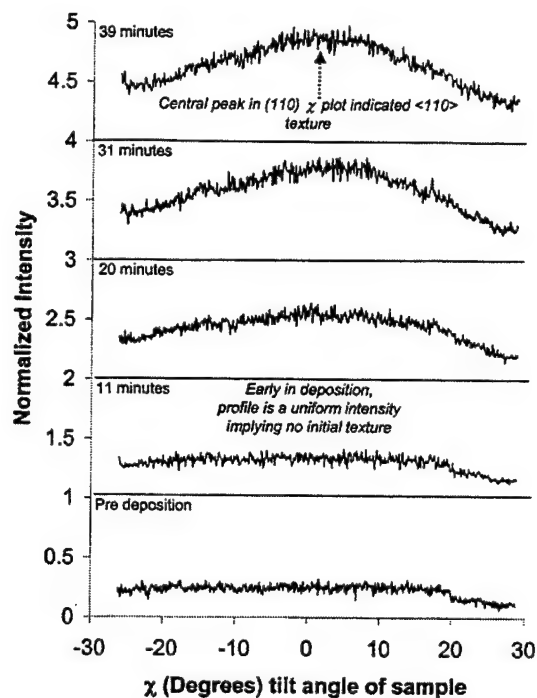 5
39 minutes
4.5
Central peak in (110) χ plot indicated <110>
texture
4
31 minutes
3.5
3
20 minutes
2.5
2
11 minutes
Early in deposition,
profile is a uniform intensity
implying no initial texture
1.5
1
Pre deposition
0.5
0
Normalized Intensity
-30 -20 -10 0 10 20 30
χ (Degrees) tilt angle of sample